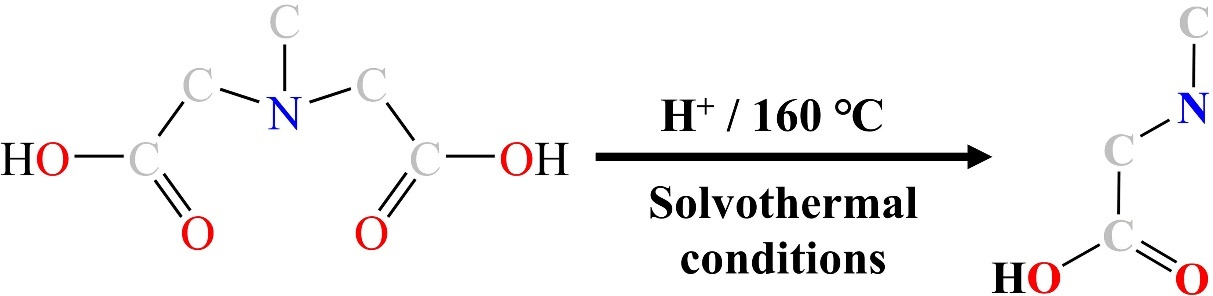 C
C
C
C
N
N
H⁺ / 160 °C
HO
C
C
OH
C
Solvothermal
O
O
C
conditions
HO
O